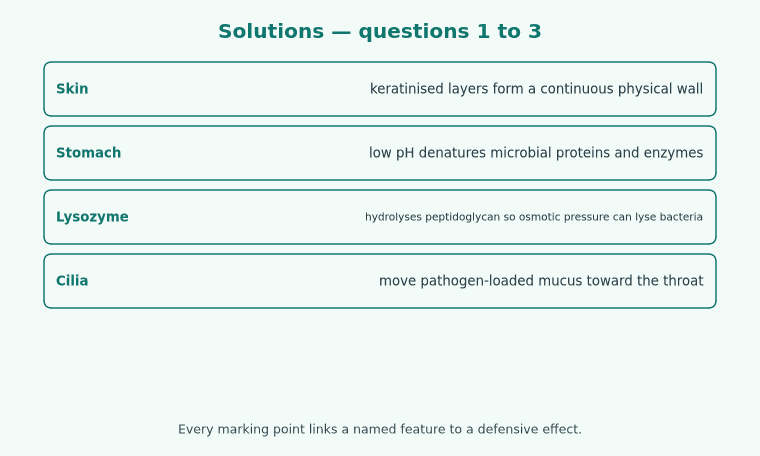 Solutions — questions 1 to 3
Skin keratinised layers form a continuous physical wall
Stomach low pH denatures microbial proteins and enzymes
Lysozyme hydrolyses peptidoglycan so osmotic pressure can lyse bacteria
Cilia move pathogen-loaded mucus toward the throat
Every marking point links a named feature to a defensive effect.